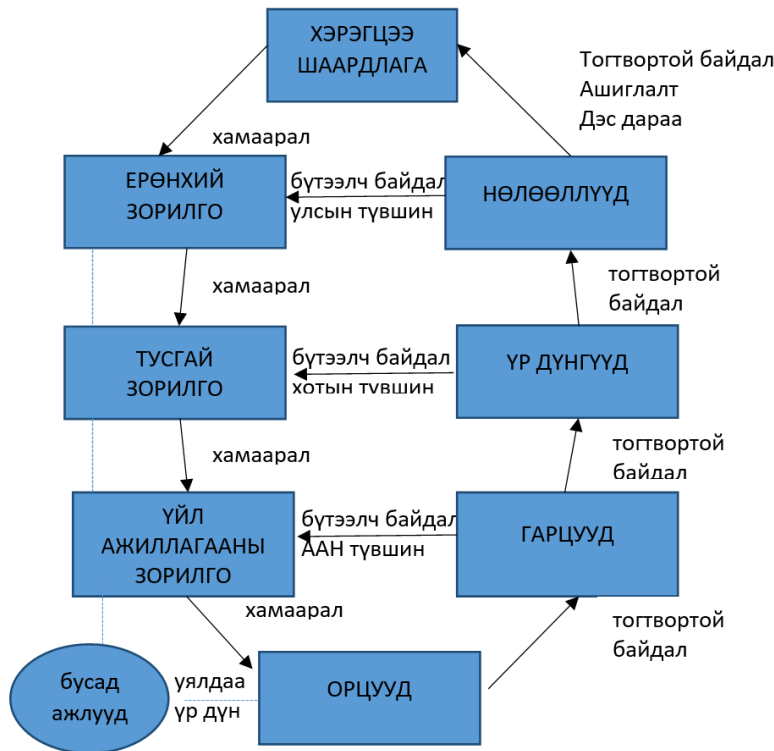 ХЭРЭГЦЭЭ
ШААРДЛАГА
Тогтвортой байдал
Ашиглалт
Дэс дараа
хамаарал
ЕРӨНХИЙ
ЗОРИЛГО
бүтээлч байдал
улсын түвшин
НӨЛӨӨЛЛҮҮД
хамаарал
тогтвортой
байдал
ТУСГАЙ
ЗОРИЛГО
бүтээлч байдал
хотын түвшин
ҮР ДҮНГҮҮД
хамаарал
тогтвортой
байдал
ҮЙЛ
АЖИЛЛАГААНЫ
ЗОРИЛГО
бүтээлч байдал
ААН түвшин
ГАРЦУУД
хамаарал
тогтвортой
байдал
бусад
ажлууд
уялдаа
үр дүн
ОРЦУУД